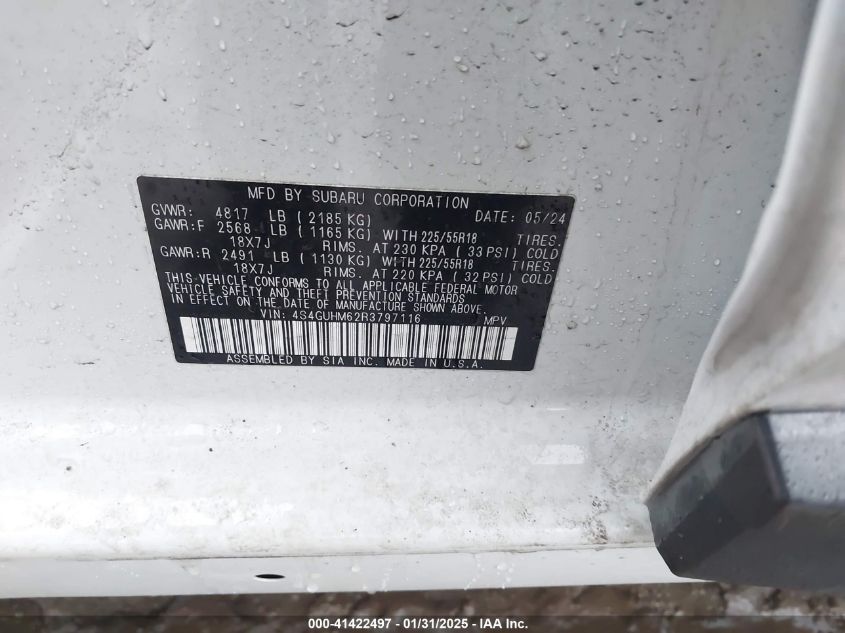 MFD BY SUBARU CORPORATION
GVWR: 4817 LB ( 2185 KG) DATE: 05/24
GAWR:F 2568 LB ( 1165 KG) WITH 225/55R18 TIRES.
18X7J RIMS. AT 230 KPA ( 33 PSI) COLD
GAWR:R 2491 LB ( 1130 KG) WITH 225/55R18 TIRES.
18X7J RIMS. AT 220 KPA ( 32 PSI) COLD
THIS VEHICLE CONFORMS TO ALL APPLICABLE FEDERAL MOTOR
VEHICLE SAFETY AND THEFT PREVENTION STANDARDS
IN EFFECT ON THE DATE OF MANUFACTURE SHOWN ABOVE.
VIN: 4S4GUHM62R3797116 MPV
ASSEMBLED BY SIA INC. MADE IN U.S.A.
000-41422497 - 01/31/2025 - IAA Inc.